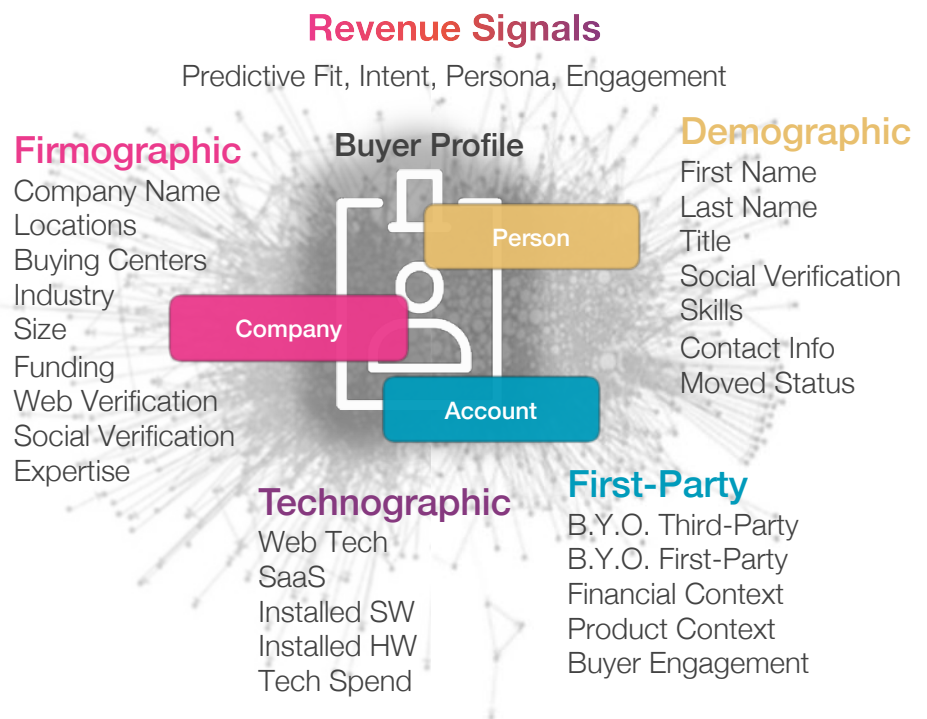 Revenue Signals
Predictive Fit, Intent, Persona, Engagement
Firmographic
Company Name
Locations
Buying Centers
Industry
Size
Funding
Web Verification
Social Verification
Expertise
Buyer Profile
Person
Company
Account
Demographic
First Name
Last Name
Title
Social Verification
Skills
Contact Info
Moved Status
Technographic
Web Tech
SaaS
Installed SW
Installed HW
Tech Spend
First-Party
B.Y.O. Third-Party
B.Y.O. First-Party
Financial Context
Product Context
Buyer Engagement